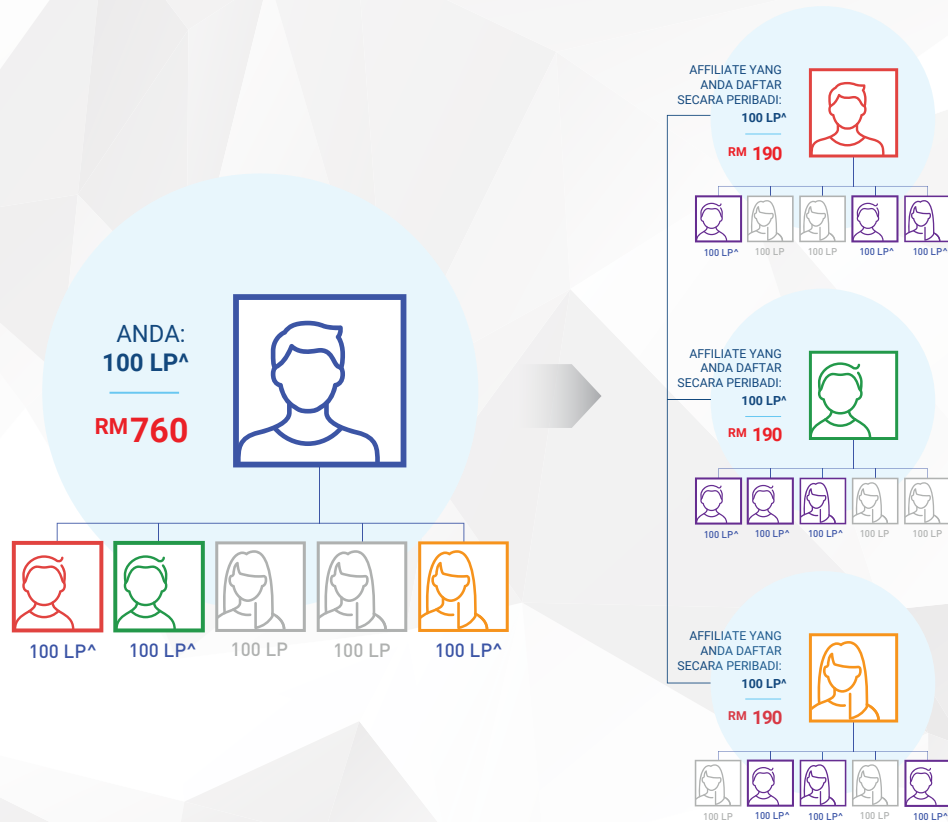 ANDA:
100 LP^
RM760
100 LP^ 100 LP^ 100 LP 100 LP 100 LP^
AFFILIATE YANG
ANDA DAFTAR
SECARA PERIBADI:
100 LP^
RM 190
100 LP^ 100 LP 100 LP 100 LP^ 100 LP^
AFFILIATE YANG
ANDA DAFTAR
SECARA PERIBADI:
100 LP^
RM 190
100 LP^ 100 LP^ 100 LP^ 100 LP 100 LP
AFFILIATE YANG
ANDA DAFTAR
SECARA PERIBADI:
100 LP^
RM 190
100 LP 100 LP^ 100 LP^ 100 LP 100 LP^